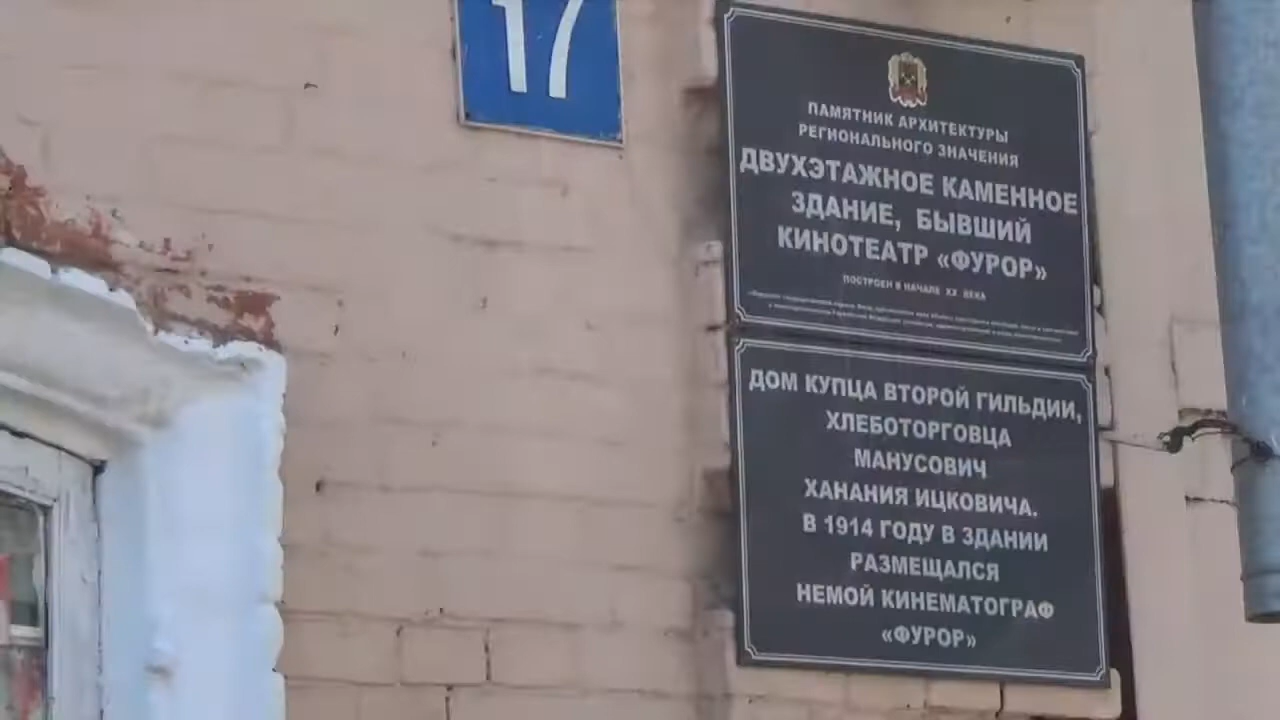 17
ПАМЯТНИК АРХИТЕКТУРЫ
РЕГИОНАЛЬНОГО ЗНАЧЕНИЯ
ДВУХЭТАЖНОЕ КАМЕННОЕ
ЗДАНИЕ, БЫВШИЙ
КИНОТЕАТР «ФУРОР»
ПОСТРОЕН В НАЧАЛЕ XX ВЕКА
ДОМ КУПЦА ВТОРОЙ ГИЛЬДИИ,
ХЛЕБОТОРГОВЦА
МАНУСОВИЧ
ХАНАНИЯ ИЦКОВИЧА.
В 1914 ГОДУ В ЗДАНИИ
РАЗМЕЩАЛСЯ
НЕМОЙ КИНЕМАТОГРАФ
«ФУРОР»